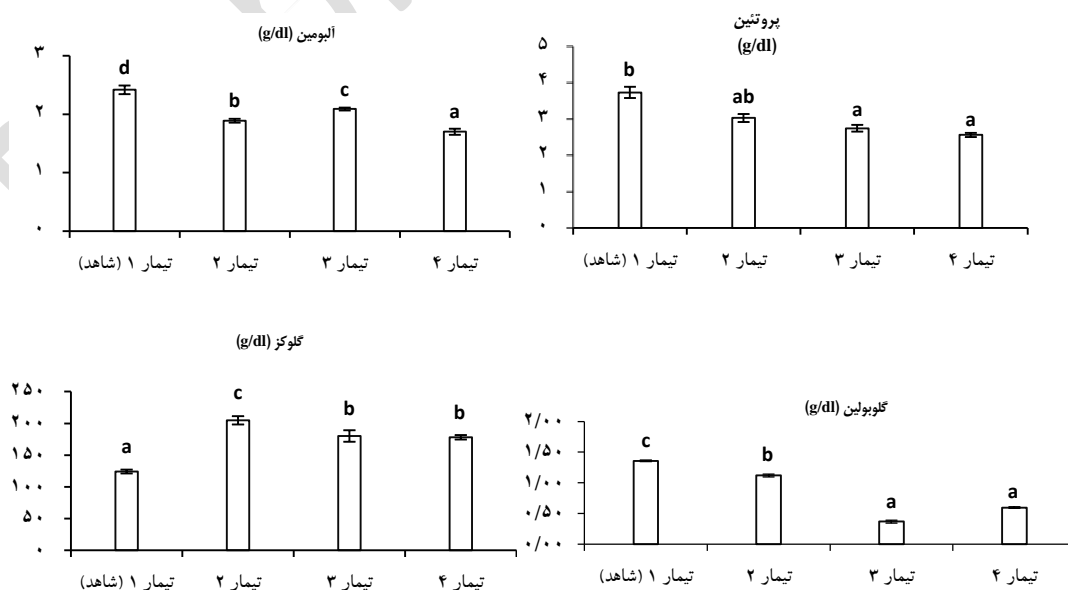 پروتئین
(g/dl)
۵
۴
۳
۲
۱
۰
b
ab
a
a
تیمار ۱ (شاهد)
تیمار ۲
تیمار ۳
تیمار ۴
آلبومین (g/dl)
۳
۲
۱
۰
d
b
c
a
تیمار ۱ (شاهد)
تیمار ۲
تیمار ۳
تیمار ۴
گلوبولین (g/dl)
۲/۰۰
۱/۵۰
۱/۰۰
۰/۵۰
۰/۰۰
c
b
a
a
تیمار ۱ (شاهد)
تیمار ۲
تیمار ۳
تیمار ۴
گلوکز (g/dl)
۲۵۰
۲۰۰
۱۵۰
۱۰۰
۵۰
۰
a
c
b
b
تیمار ۱ (شاهد)
تیمار ۲
تیمار ۳
تیمار ۴